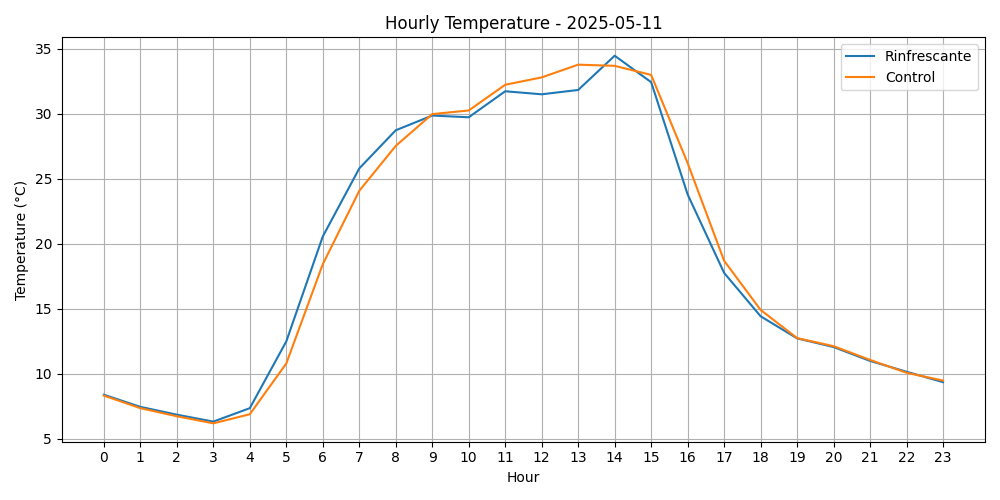 Hourly Temperature - 2025-05-11
Rinfrescante
Control
Temperature (°C)
35
30
25
20
15
10
5
0 1 2 3 4 5 6 7 8 9 10 11 12 13 14 15 16 17 18 19 20 21 22 23
Hour